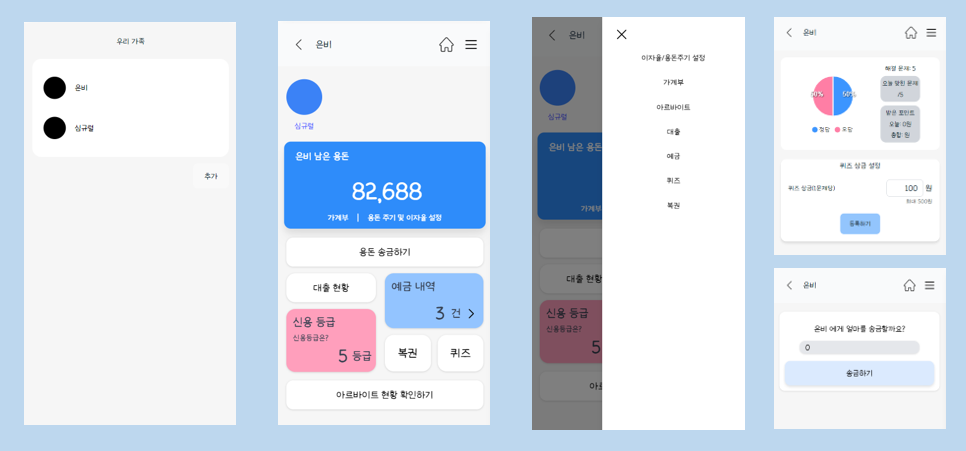 우리 가족
은비
심규렬
추가
은비
심규렬
은비 남은 용돈
82,688
가계부 | 용돈 주기 및 이자율 설정
용돈 송금하기
대출 현황
예금 내역
3 건
신용 등급
신용등급은?
5 등급
복권
퀴즈
아르바이트 현황 확인하기
은비
심규렬
은비 남은 용돈
가계부
대출 현황
신용 등급
신용등급은?
5
아르
이자율/용돈주기 설정
가계부
아르바이트
대출
예금
퀴즈
복권
은비
해결 문제: 5
오늘 맞힌 문제
/5
받은 포인트
오늘: 0원
총합: 원
50%
정답
오답
퀴즈 상금 설정
퀴즈 상금(1문제당)
100 원
최대 500원
등록하기
은비
은비 에게 얼마를 송금할까요?
0
송금하기